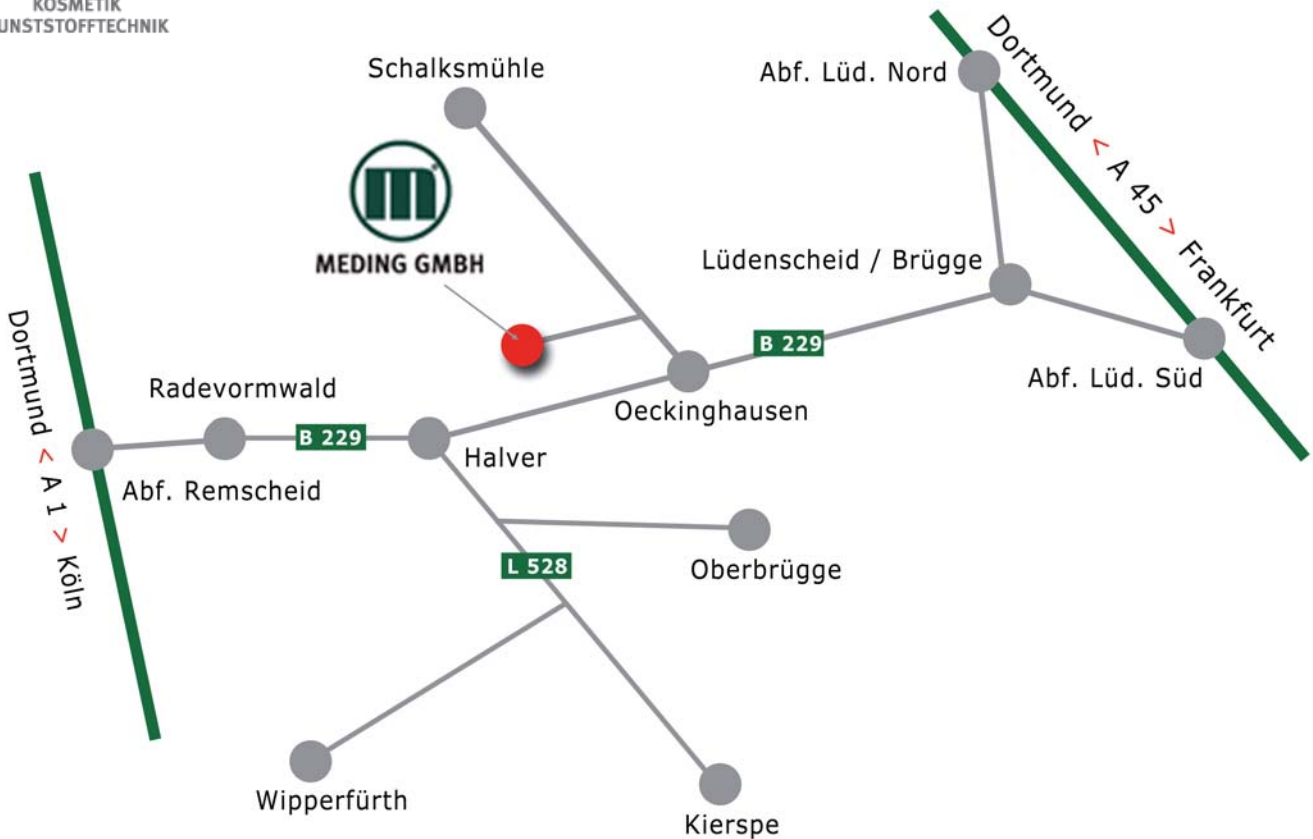 KOSMETIK
UNSTSTOFFTECHNIK
Schalksmühle
Abf. Lüd. Nord
Dortmund < A 45 > Frankfurt
m
MEDING GMBH
Lüdenscheid / Brügge
B 229
Abf. Lüd. Süd
Oeckinghausen
Radevormwald
B 229
Halver
Dortmund < A 1 > Köln
Abf. Remscheid
L 528
Oberbrügge
Wipperfürth
Kierspe